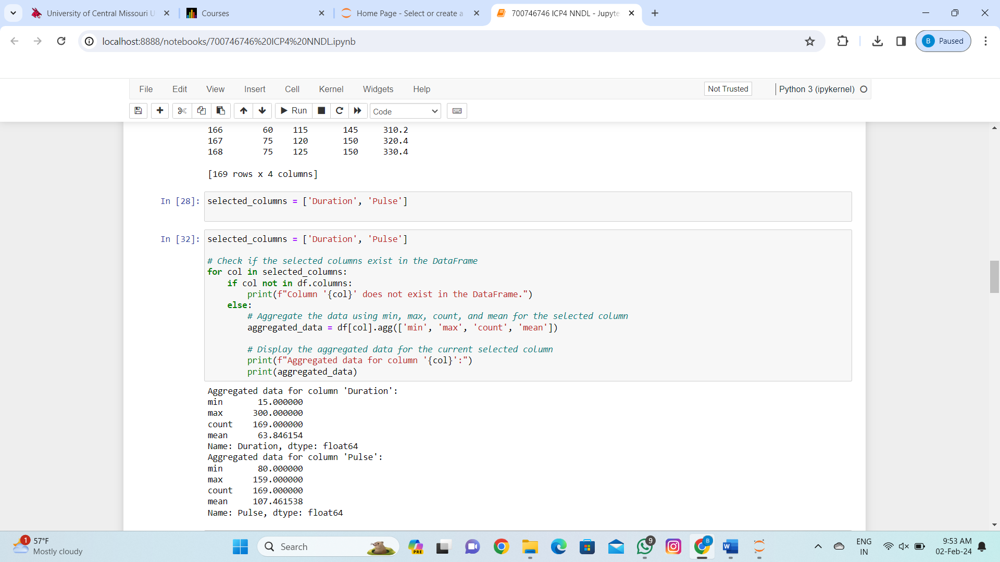 University of Central Missouri U
Courses
Home Page - Select or create a
700746746 ICP4 NNDL - Jupyte
localhost:8888/notebooks/700746746%20ICP4%20NNDL.ipynb
B Paused
File Edit View Insert Cell Kernel Widgets Help
Not Trusted
Python 3 (ipykernel)
Run
Code
166 60 115 145 310.2
167 75 120 150 320.4
168 75 125 150 330.4
[169 rows x 4 columns]
In [28]: selected_columns = ['Duration', 'Pulse']
In [32]: selected_columns = ['Duration', 'Pulse']
# Check if the selected columns exist in the DataFrame
for col in selected_columns:
if col not in df.columns:
print(f"Column '{col}' does not exist in the DataFrame.")
else:
# Aggregate the data using min, max, count, and mean for the selected column
aggregated_data = df[col].agg(['min', 'max', 'count', 'mean'])
# Display the aggregated data for the current selected column
print(f"Aggregated data for column '{col}':")
print(aggregated_data)
Aggregated data for column 'Duration':
min 15.000000
max 300.000000
count 169.000000
mean 63.846154
Name: Duration, dtype: float64
Aggregated data for column 'Pulse':
min 80.000000
max 159.000000
count 169.000000
mean 107.461538
Name: Pulse, dtype: float64
1
57°F
Mostly cloudy
Search
PRE
9
B
W
ENG
IN
9:53 AM
02-Feb-24